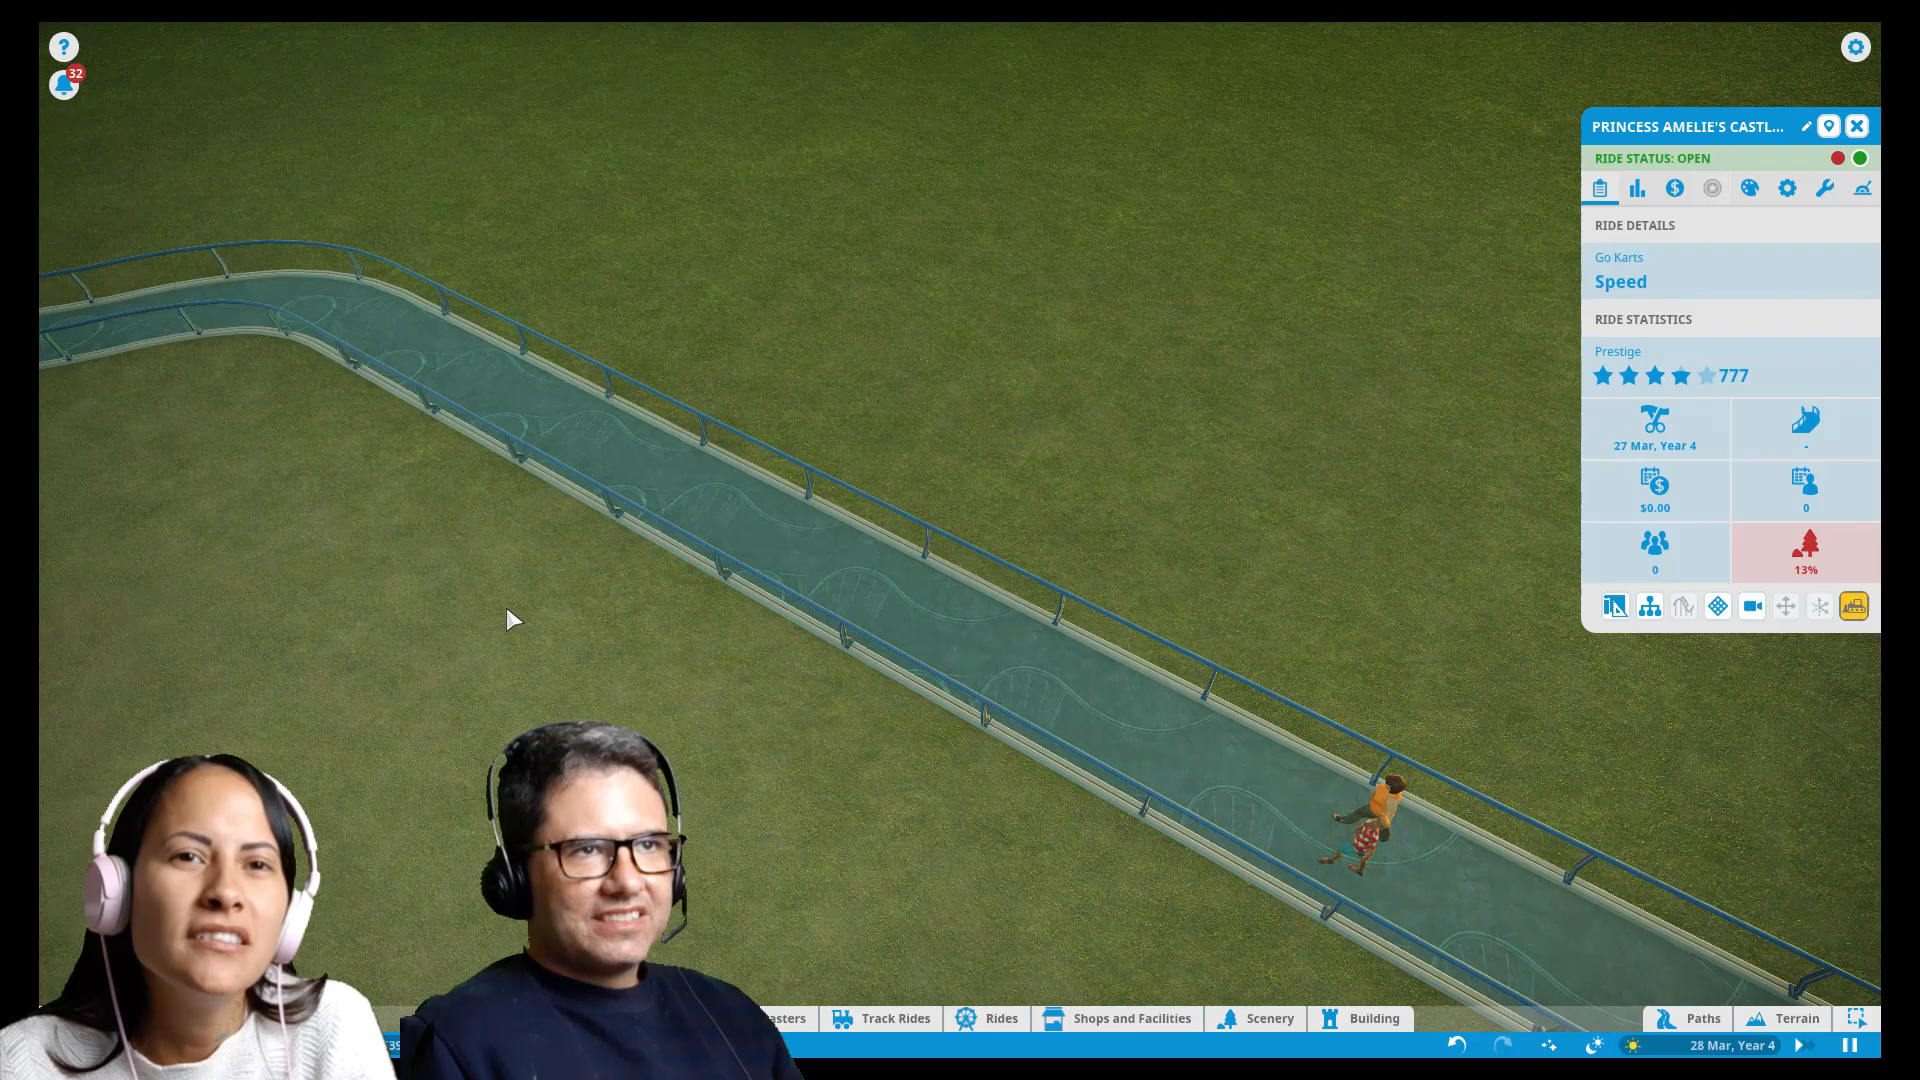 ?
32
PRINCESS AMELIE'S CASTL...
RIDE STATUS: OPEN
RIDE DETAILS
Go Karts
Speed
RIDE STATISTICS
Prestige
777
27 Mar, Year 4
-
$0.00
0
0
13%
asters
Track Rides
Rides
Shops and Facilities
Scenery
Building
Paths
Terrain
28 Mar, Year 4